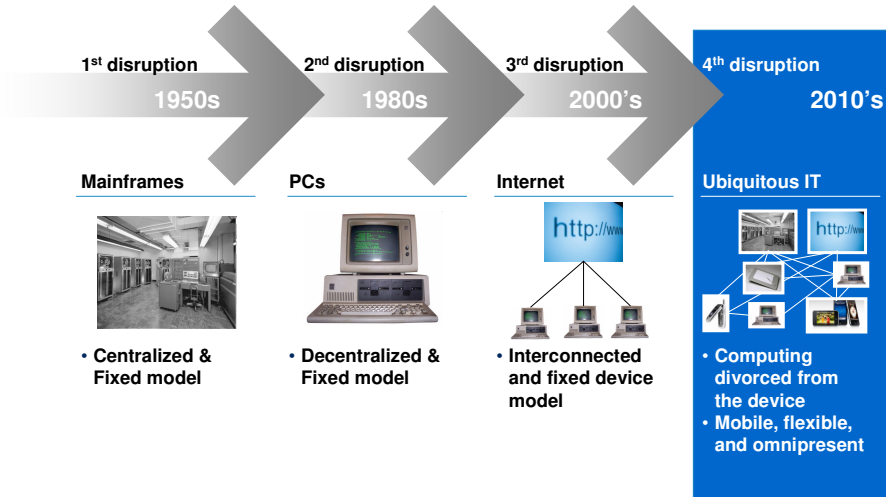 1st disruption
1950s
2nd disruption
1980s
3rd disruption
2000's
4th disruption
2010's
Mainframes
• Centralized &
Fixed model
PCs
• Decentralized &
Fixed model
Internet
http://ww
• Interconnected
and fixed device
model
Ubiquitous IT
http://ww
• Computing
divorced from
the device
• Mobile, flexible,
and omnipresent